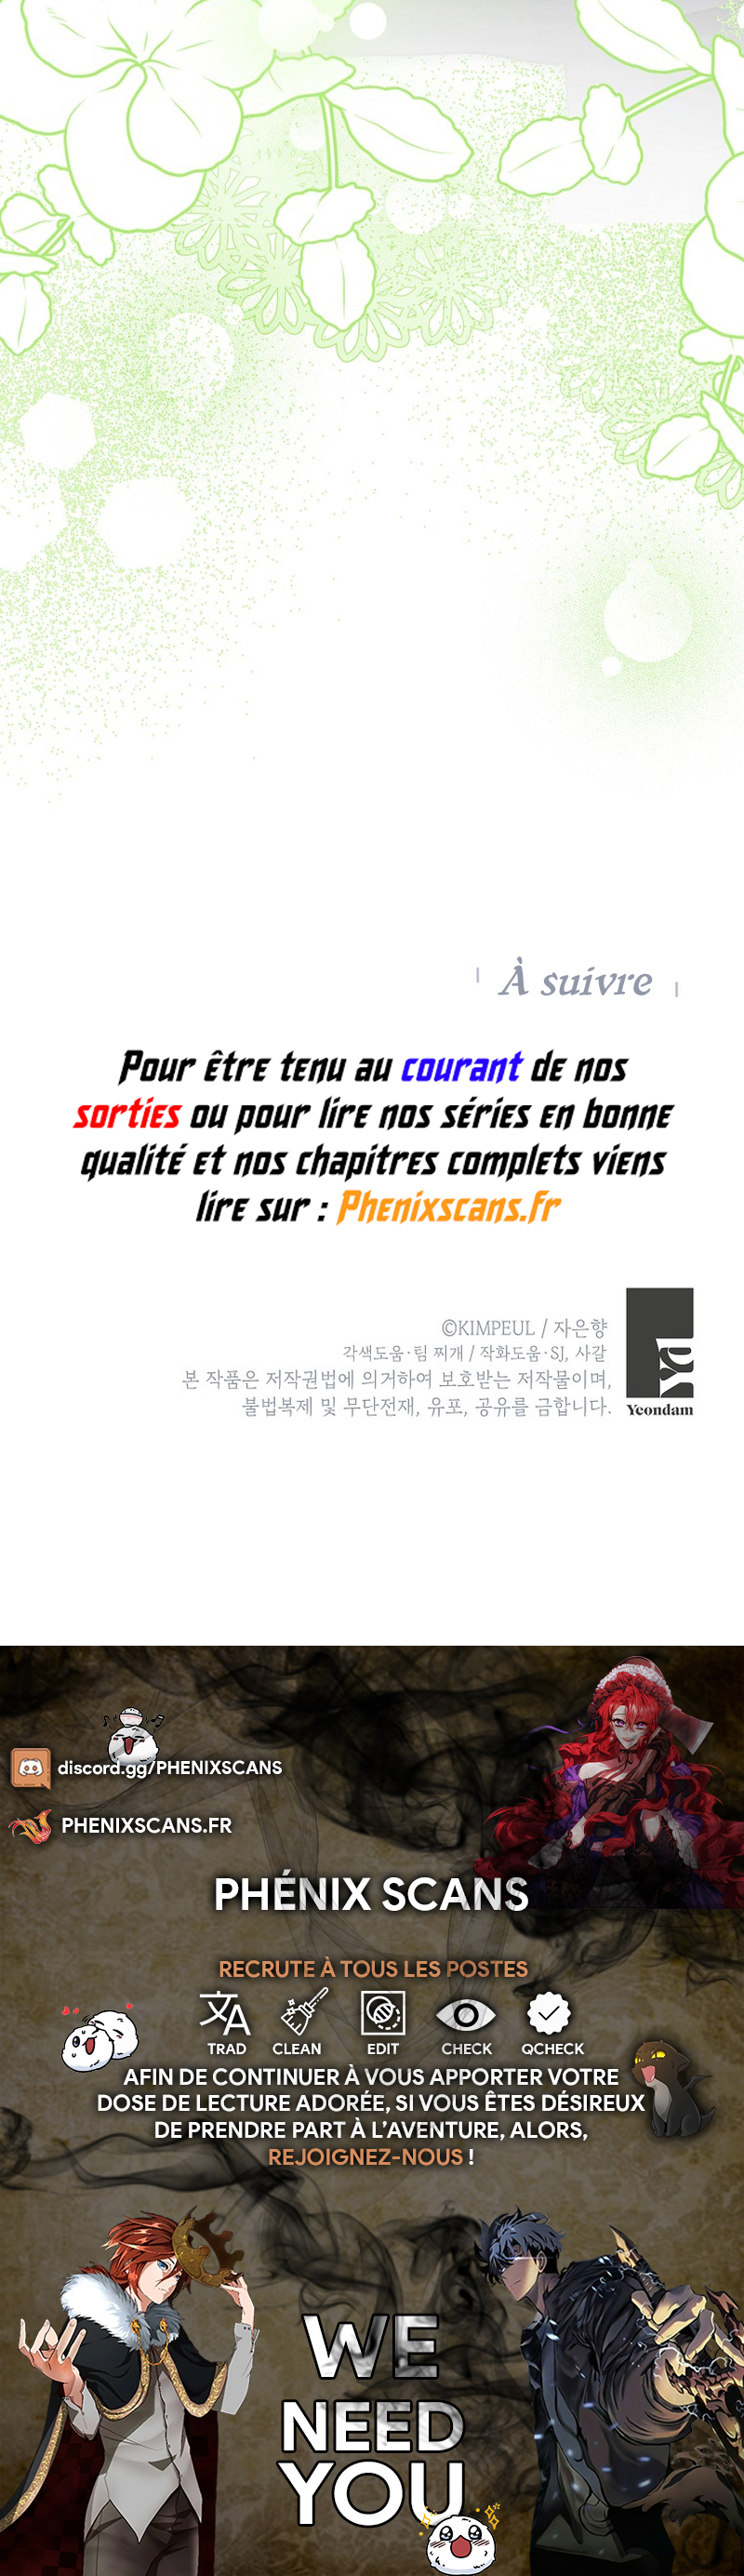 À suivre
Pour être tenu au courant de nos
sorties ou pour lire nos séries en bonne
qualité et nos chapitres complets viens
lire sur : Phenixscans.fr
©KIMPEUL / 자은향
각색도움·팀 찌개 / 작화도움·SJ, 사갈
본 작품은 저작권법에 의거하여 보호받는 저작물이며,
불법복제 및 무단전재, 유포, 공유를 금합니다.
Yd
Yeondam
discord.gg/PHENIXSCANS
PHENIXSCANS.FR
PHÉNIX SCANS
RECRUTE À TOUS LES POSTES
TRAD CLEAN EDIT CHECK QCHECK
AFIN DE CONTINUER À VOUS APPORTER VOTRE
DOSE DE LECTURE ADORÉE, SI VOUS ÊTES DÉSIREUX
DE PRENDRE PART À L'AVENTURE, ALORS,
REJOIGNEZ-NOUS !
WE
NEED
YOU